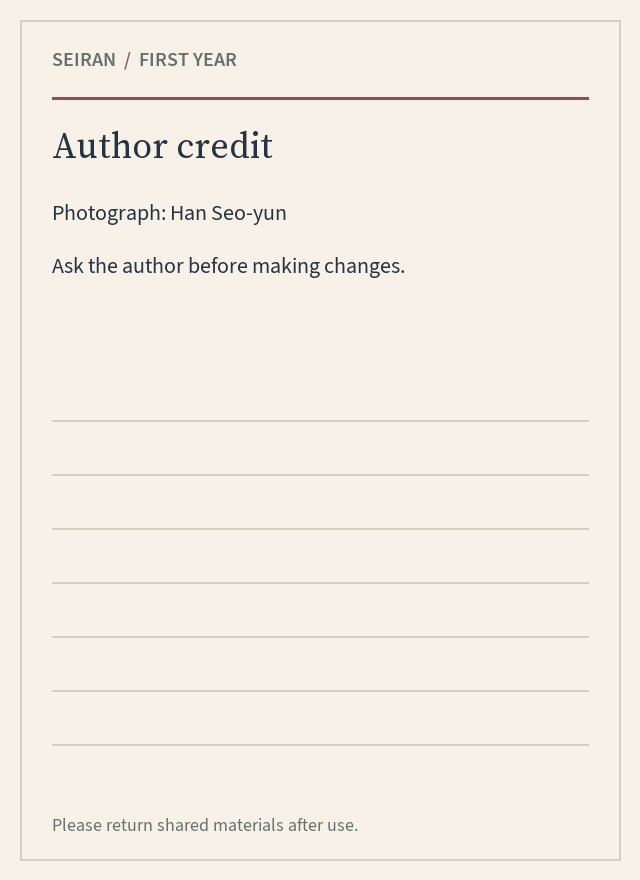 SEIRAN / FIRST YEAR
Author credit
Photograph: Han Seo-yun
Ask the author before making changes.
Please return shared materials after use.